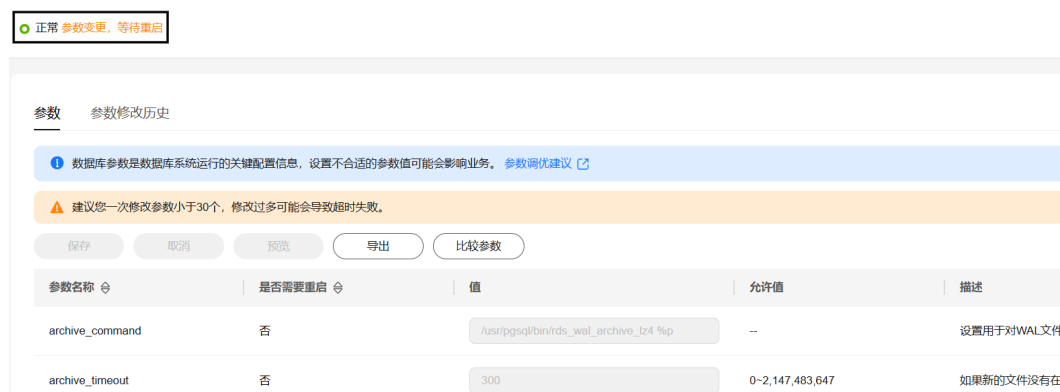 正常 参数变更，等待重启
参数 参数修改历史
数据库参数是数据库系统运行的关键配置信息，设置不合适的参数值可能会影响业务。 参数调优建议
建议您一次修改参数小于30个，修改过多可能会导致超时失败。
保存 取消 预览 导出 比较参数
参数名称 是否需要重启 值 允许值 描述
archive_command 否 /usr/pgsql/bin/rds_wal_archive_lz4 %p -- 设置用于对WAL文件
archive_timeout 否 300 0~2,147,483,647 如果新的文件没有在